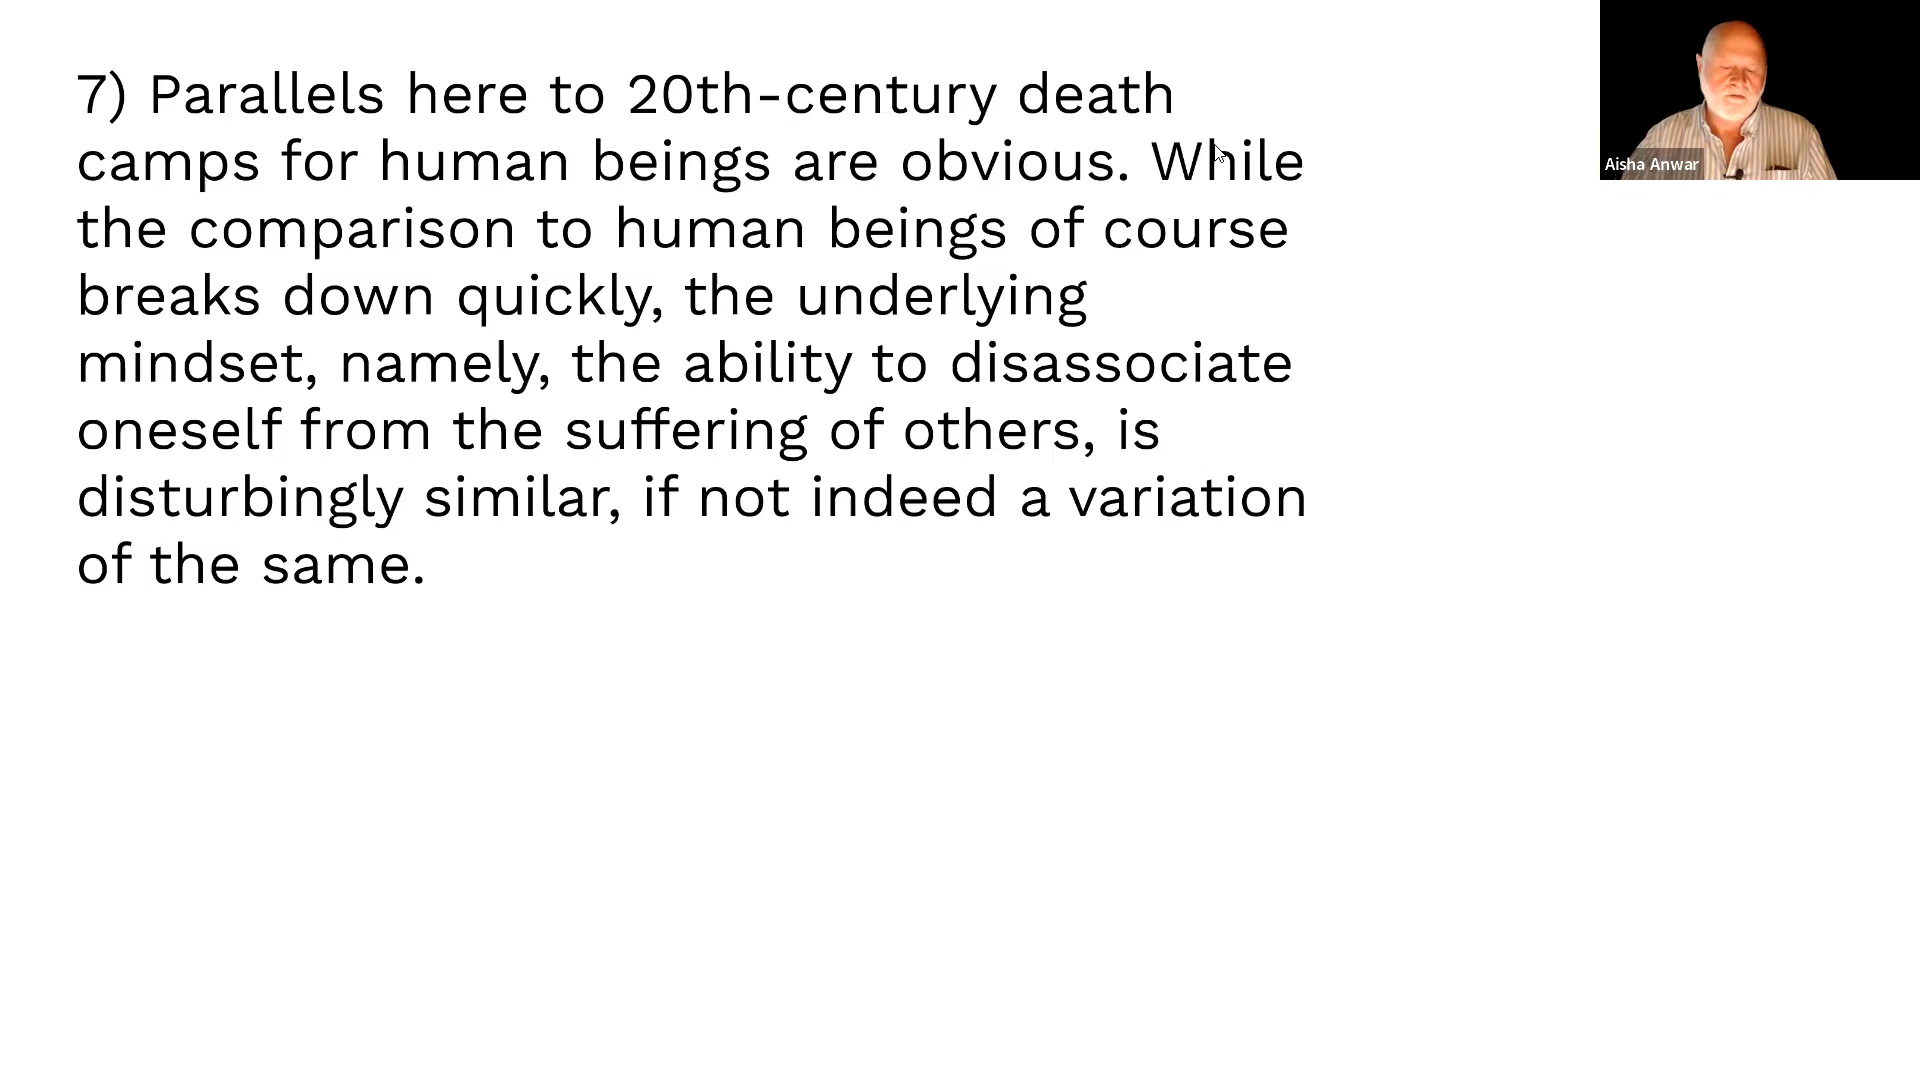 7) Parallels here to 20th-century death
camps for human beings are obvious. While
the comparison to human beings of course
breaks down quickly, the underlying
mindset, namely, the ability to disassociate
oneself from the suffering of others, is
disturbingly similar, if not indeed a variation
of the same.
Aisha Anwar